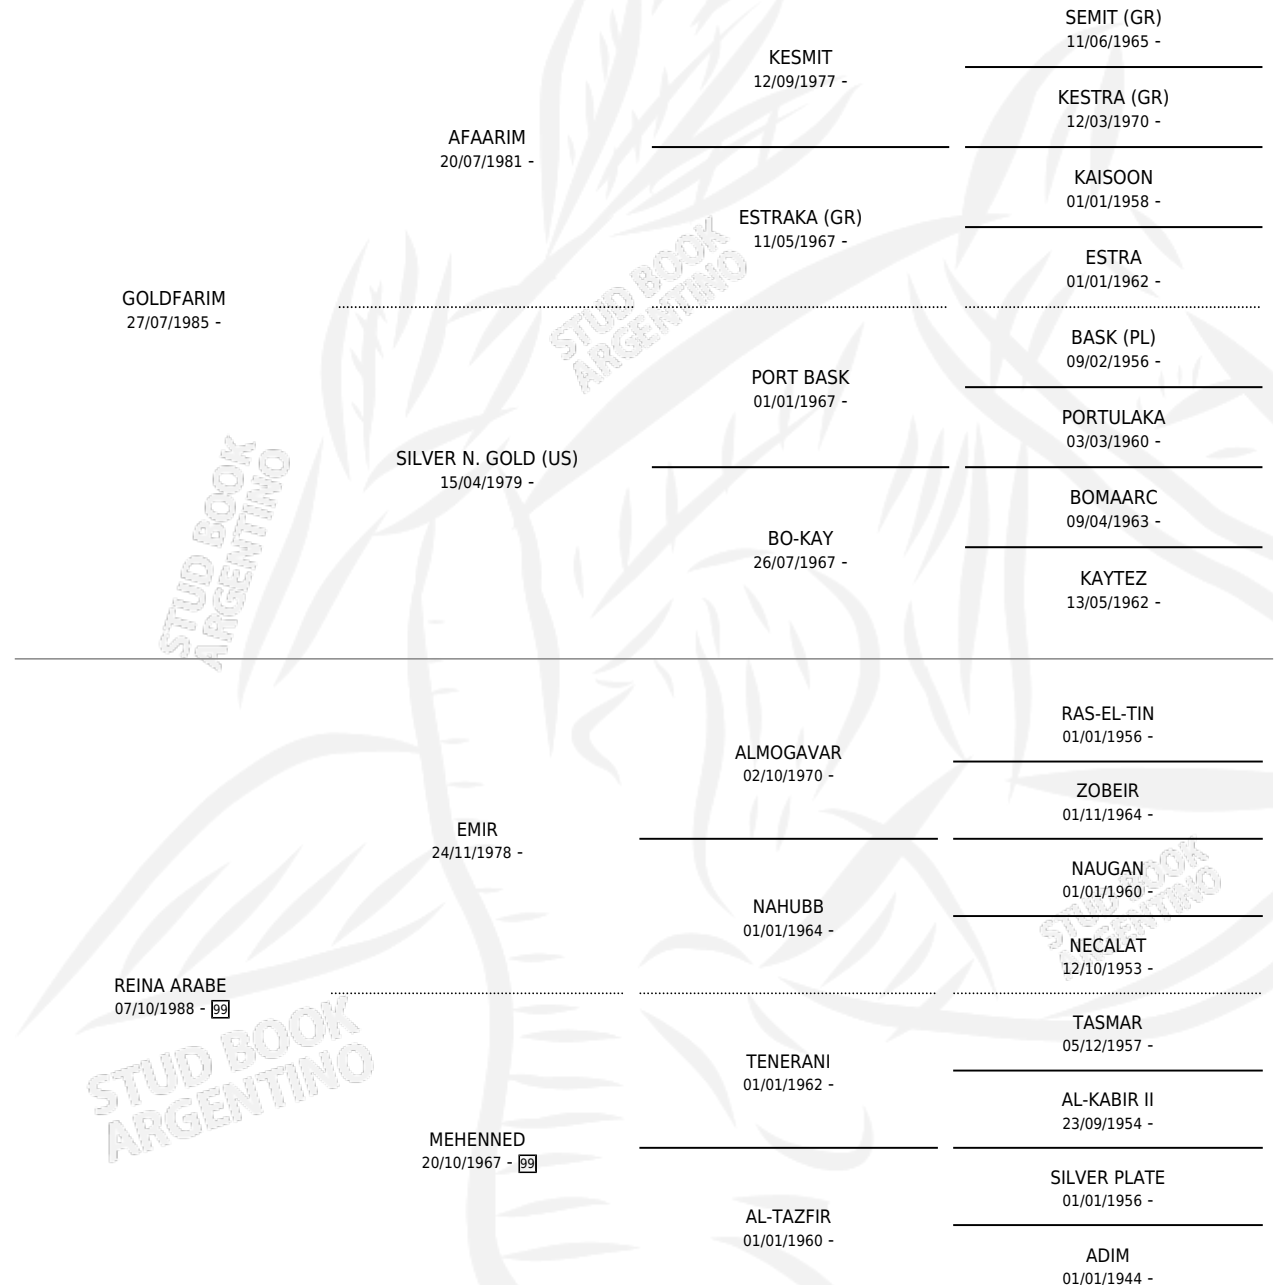 SEMIT (GR)
11/06/1965 -
KESMIT
12/09/1977 -
KESTRA (GR)
12/03/1970 -
AFAARIM
20/07/1981 -
KAISOON
01/01/1958 -
ESTRAKA (GR)
11/05/1967 -
ESTRA
01/01/1962 -
GOLDFARIM
27/07/1985 -
STUD BOOK
ARGENTINO
BASK (PL)
09/02/1956 -
PORT BASK
01/01/1967 -
PORTULAKA
03/03/1960 -
SILVER N. GOLD (US)
15/04/1979 -
BOMAARC
09/04/1963 -
BO-KAY
26/07/1967 -
KAYTEZ
13/05/1962 -
STUD BOOK
ARGENTINO
RAS-EL-TIN
01/01/1956 -
ALMOGAVAR
02/10/1970 -
ZOBEIR
01/11/1964 -
EMIR
24/11/1978 -
NAUGAN
01/01/1960 -
NAHUBB
01/01/1964 -
NECALAT
12/10/1953 -
STUD BOOK
ARGENTINO
REINA ARABE
07/10/1988 - 99
TASMAR
05/12/1957 -
TENERANI
01/01/1962 -
AL-KABIR II
23/09/1954 -
STUD BOOK
ARGENTINO
MEHENNED
20/10/1967 - 99
SILVER PLATE
01/01/1956 -
AL-TAZFIR
01/01/1960 -
ADIM
01/01/1944 -